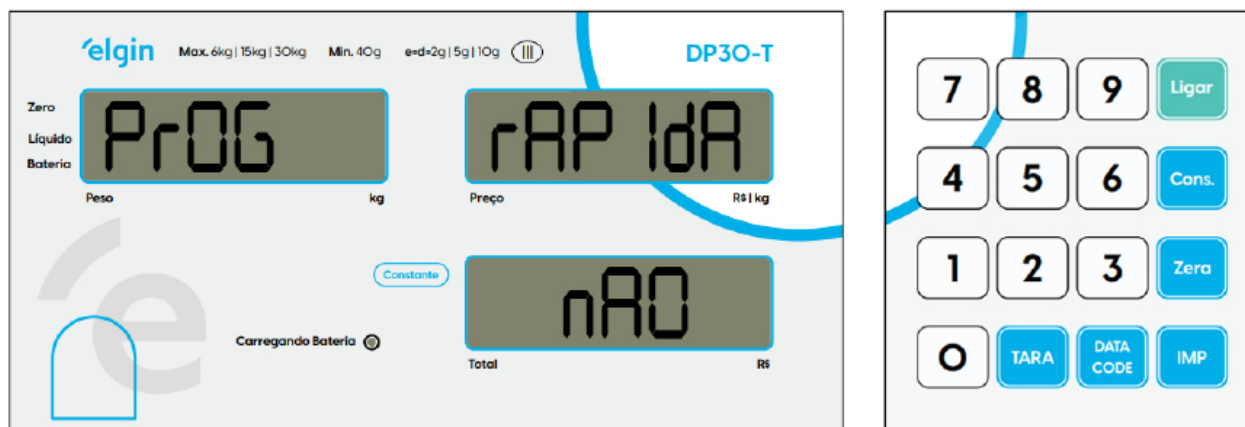 elgin Max. 6kg | 15kg | 30kg Min. 40g e=d=2g | 5g | 10g III DP30-T
Zero
Líquido
Bateria
PrOG
rAPIdA
Peso kg
Preço R$ | kg
Constante
nAO
Carregando Bateria
Total R$
7 8 9 Ligar
4 5 6 Cons.
1 2 3 Zera
0 TARA DATA CODE IMP